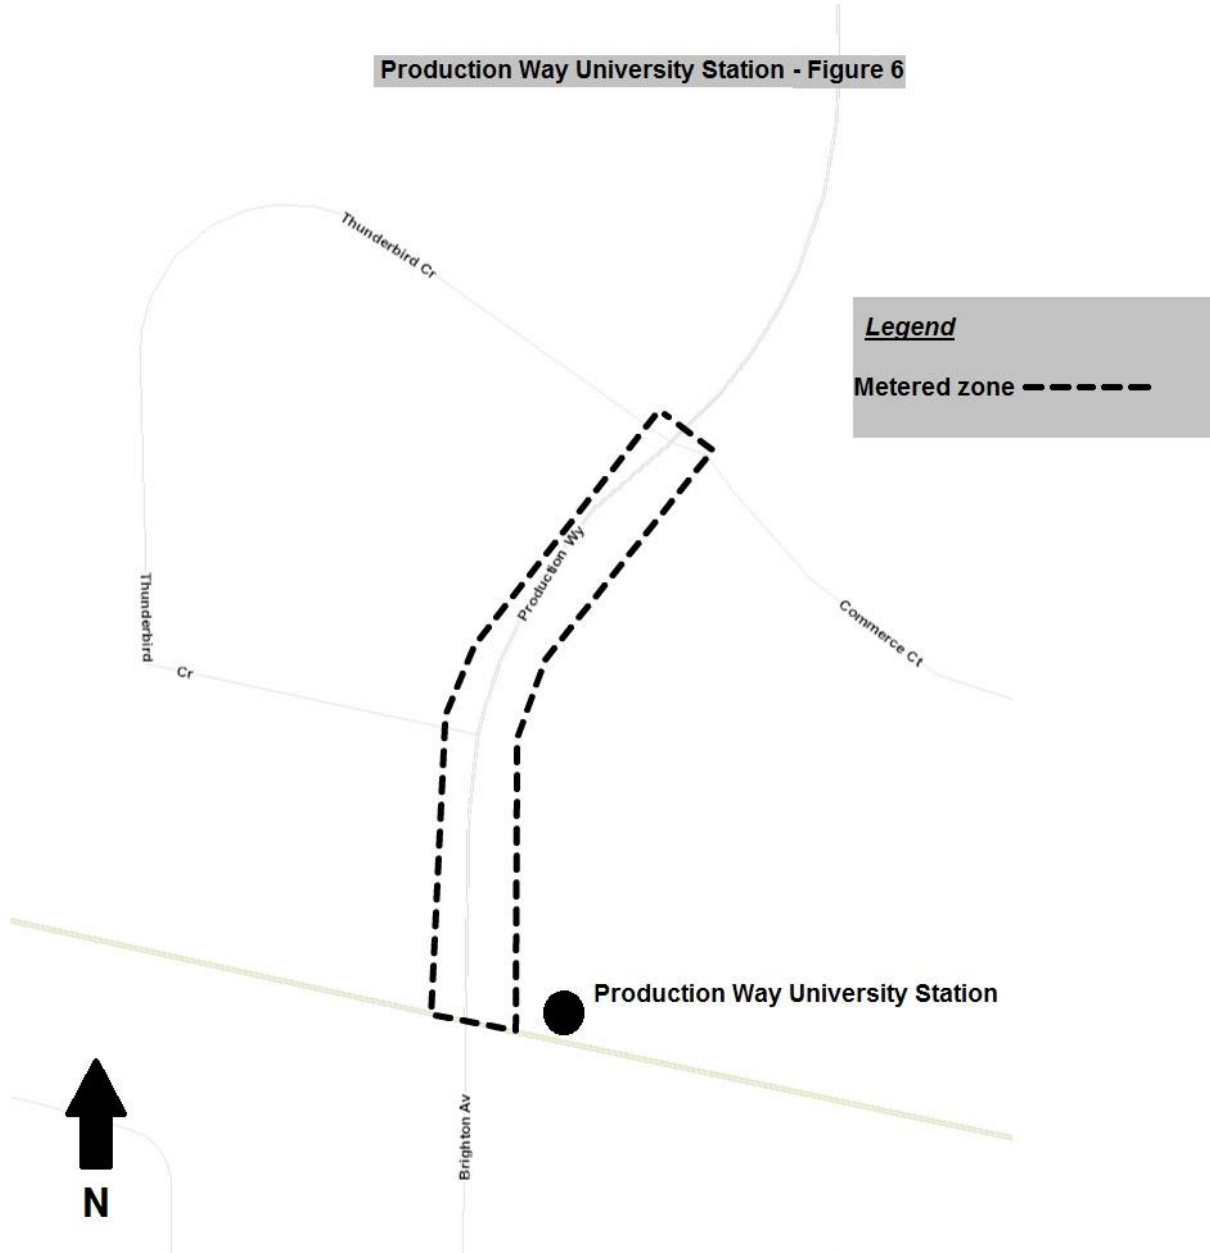 Production Way University Station - Figure 6
Thunderbird Cr
Legend
Metered zone
Production Wy
Thunderbird
Cr
Commerce Ct
Production Way University Station
Brighton Av
N